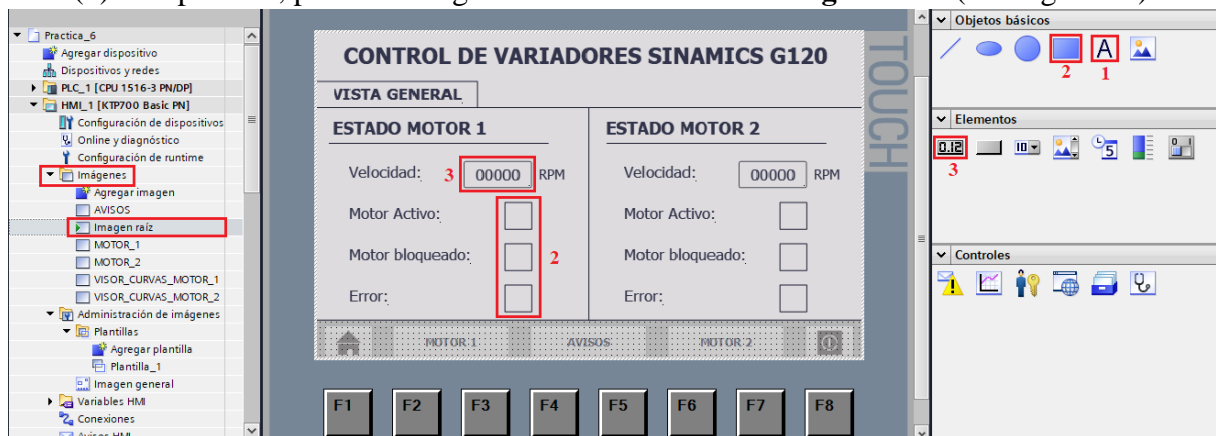 Practica_6
Agregar dispositivo
Dispositivos y redes
PLC_1 [CPU 1516-3 PN/DP]
HMI_1 [KTP700 Basic PN]
Configuración de dispositivos
Online y diagnóstico
Configuración de runtime
Imágenes
Agregar imagen
AVISOS
Imagen raíz
MOTOR_1
MOTOR_2
VISOR_CURVAS_MOTOR_1
VISOR_CURVAS_MOTOR_2
Administración de imágenes
Plantillas
Agregar plantilla
Plantilla_1
Imagen general
Variables HMI
Conexiones
Avisos HMI
CONTROL DE VARIADORES SINAMICS G120
VISTA GENERAL
ESTADO MOTOR 1
Velocidad: 3 00000 RPM
Motor Activo:
Motor bloqueado: 2
Error:
ESTADO MOTOR 2
Velocidad: 00000 RPM
Motor Activo:
Motor bloqueado:
Error:
MOTOR 1 AVISOS MOTOR 2
TOUCH
F1 F2 F3 F4 F5 F6 F7 F8
Objetos básicos
A
2 1
Elementos
0.12 10 5
3
Controles